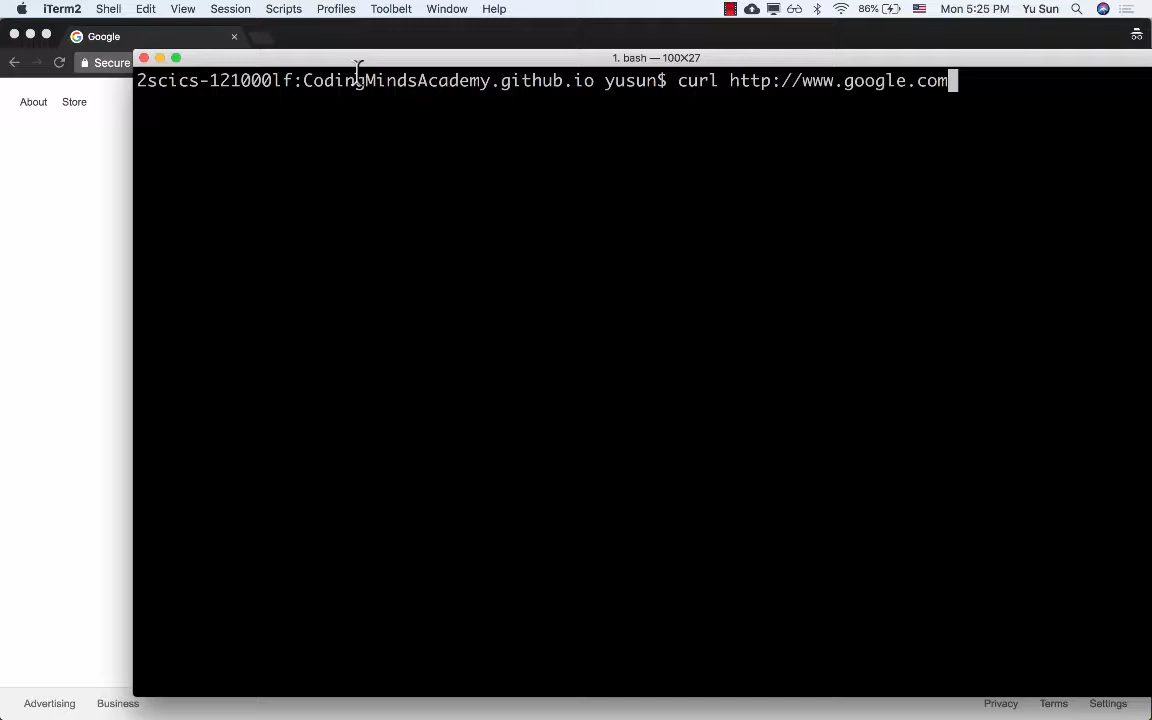 iTerm2 Shell Edit View Session Scripts Profiles Toolbelt Window Help 86% Mon 5:25 PM Yu Sun
Google
Secure
1. bash — 100×27
2scics-121000lf:CodingMindsAcademy.github.io yusun$ curl http://www.google.com
About Store
Advertising Business Privacy Terms Settings